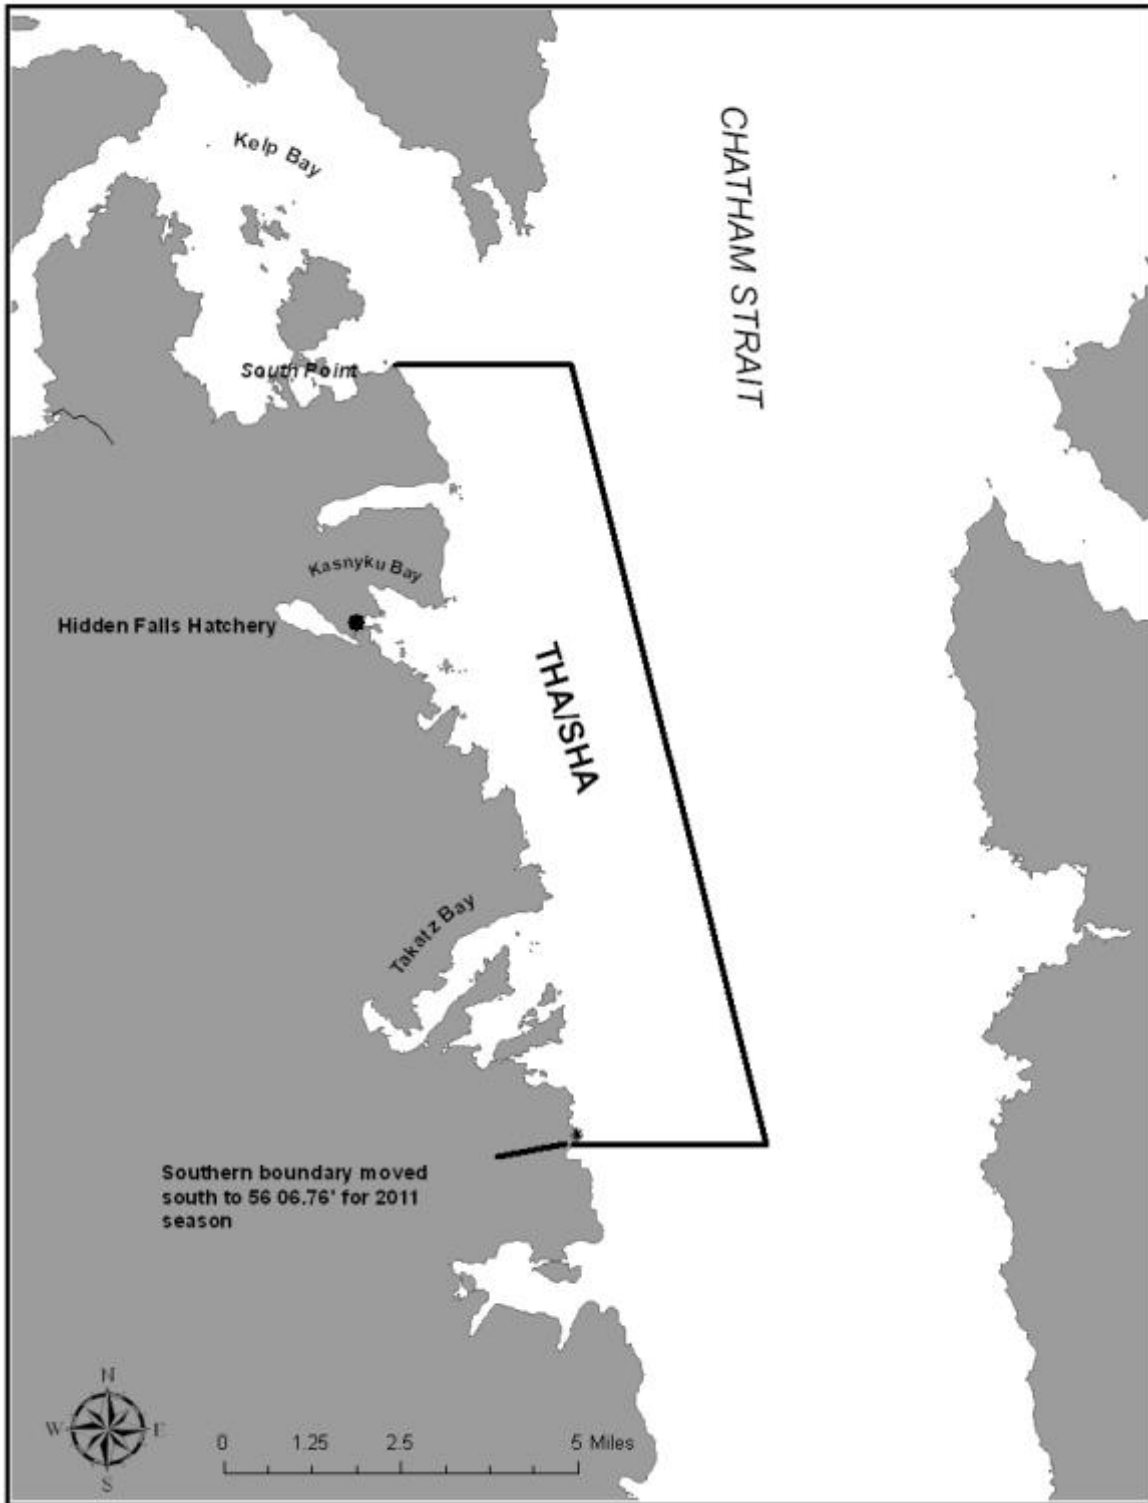 Kelp Bay
CHATHAM STRAIT
South Point
Kasnyku Bay
Hidden Falls Hatchery
THA/SHA
Takatz Bay
Southern boundary moved
south to 56 06.76' for 2011
season
N
W E
S
0 1.25 2.5 5 Miles